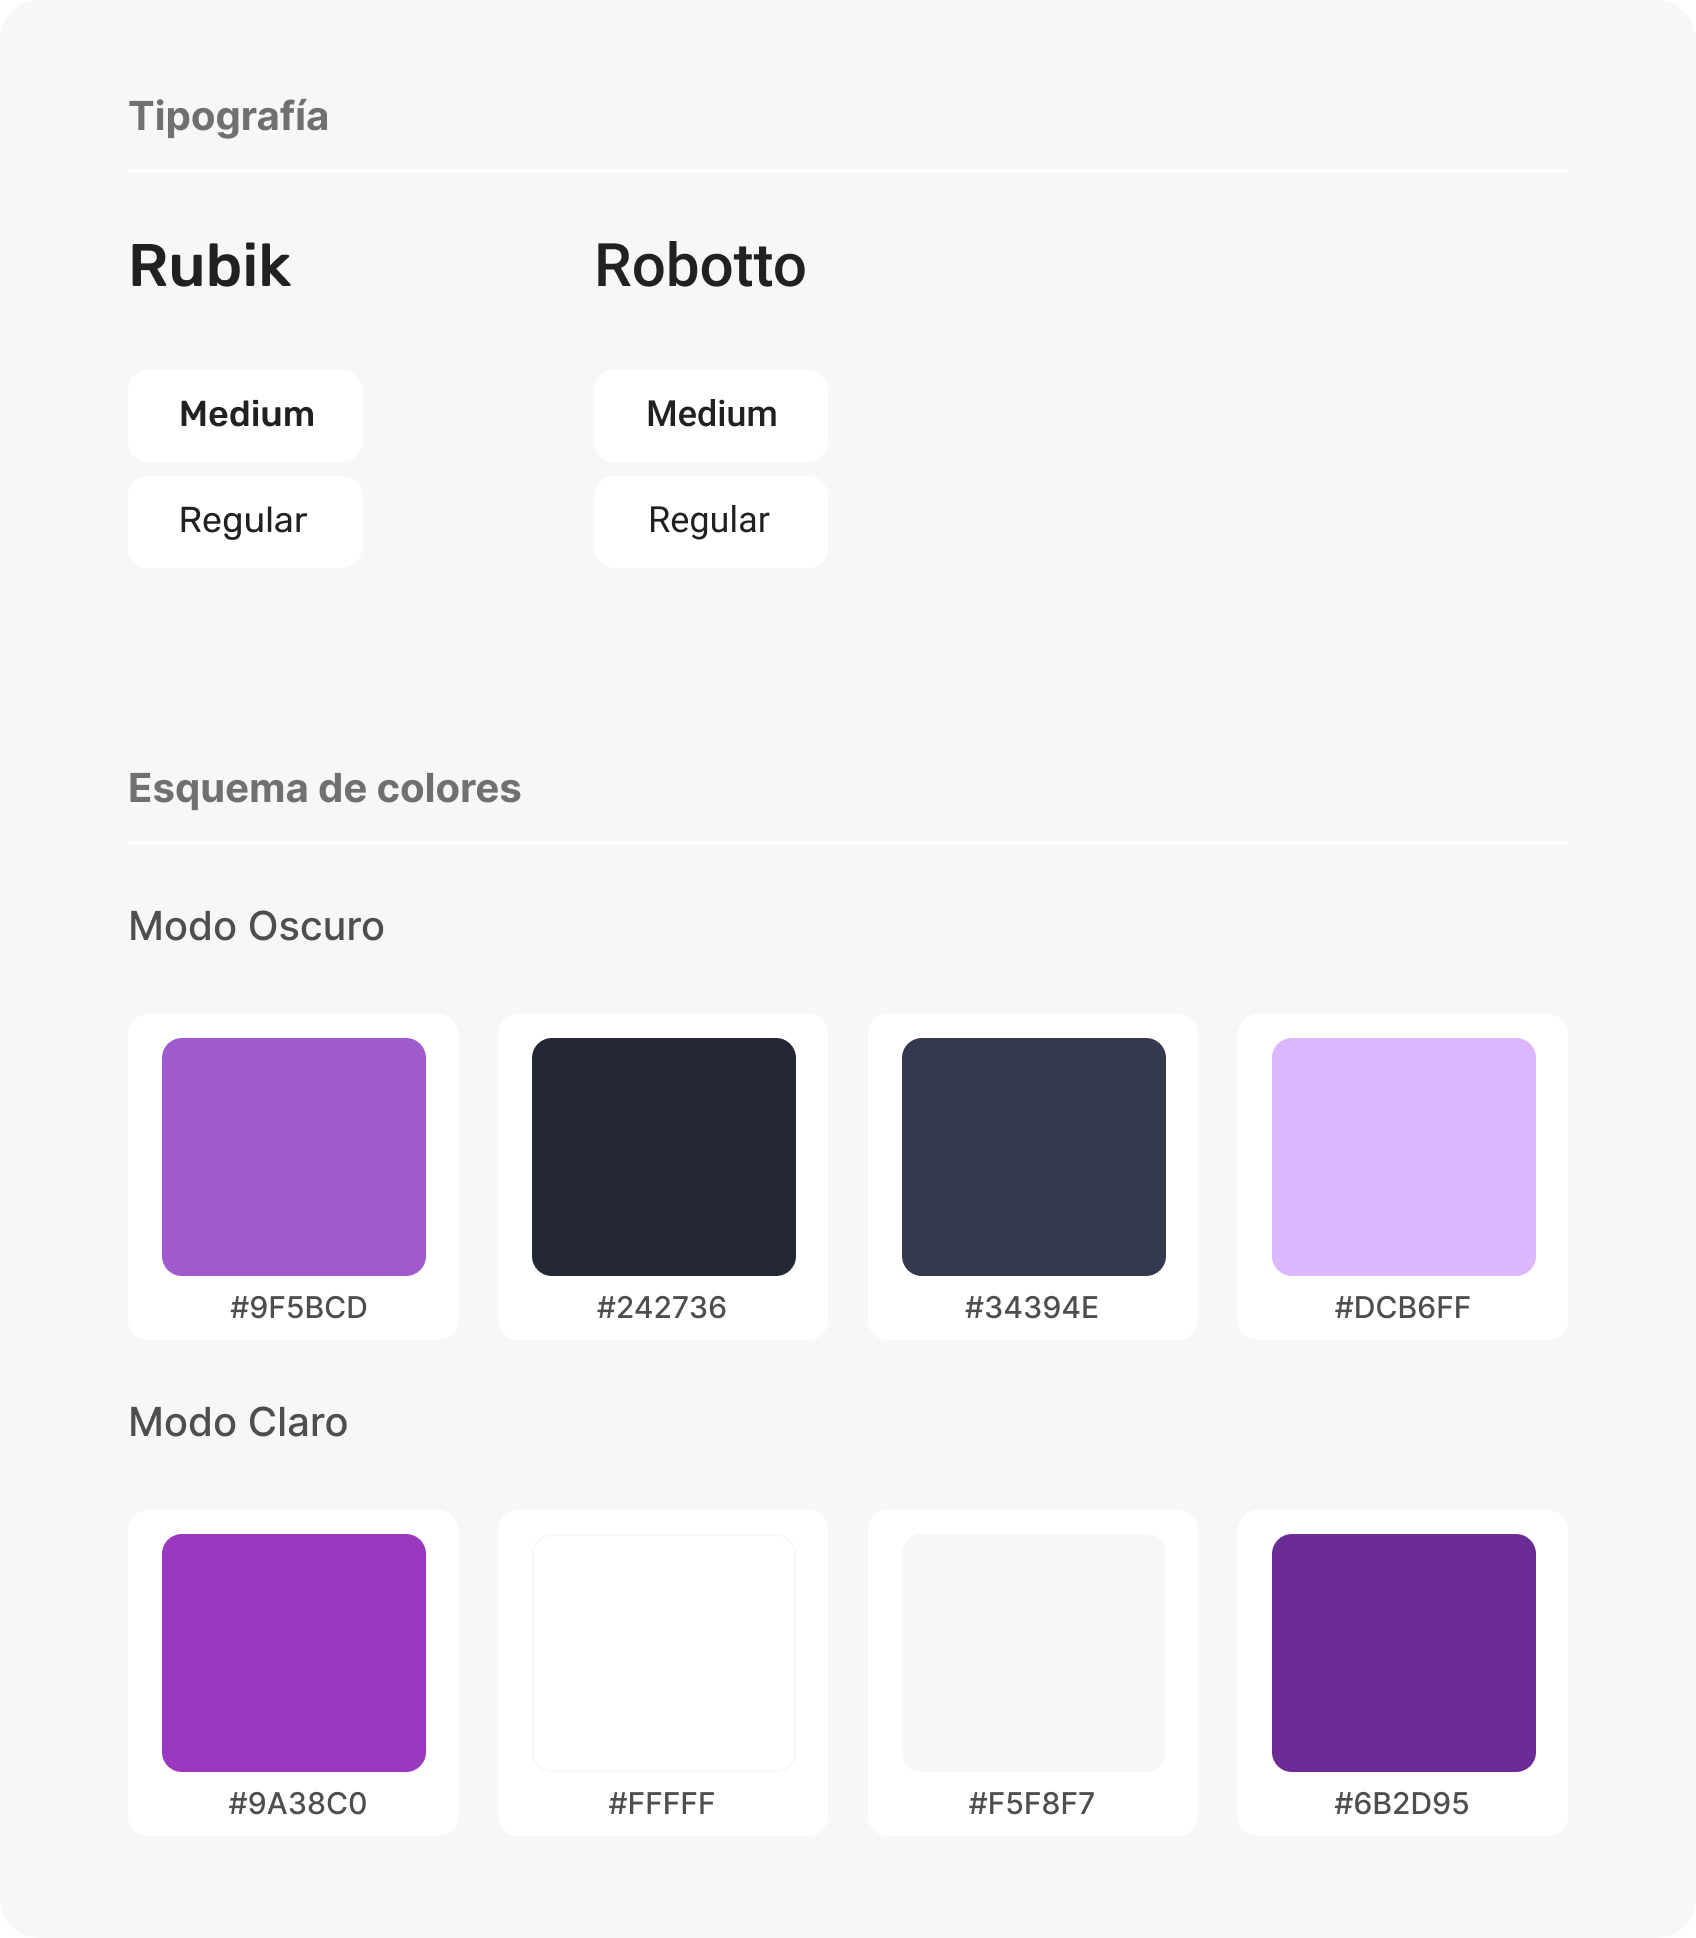 Tipografía
Rubik
Robotto
Medium
Medium
Regular
Regular
Esquema de colores
Modo Oscuro
#9F5BCD
#242736
#34394E
#DCB6FF
Modo Claro
#9A38C0
#FFFFF
#F5F8F7
#6B2D95